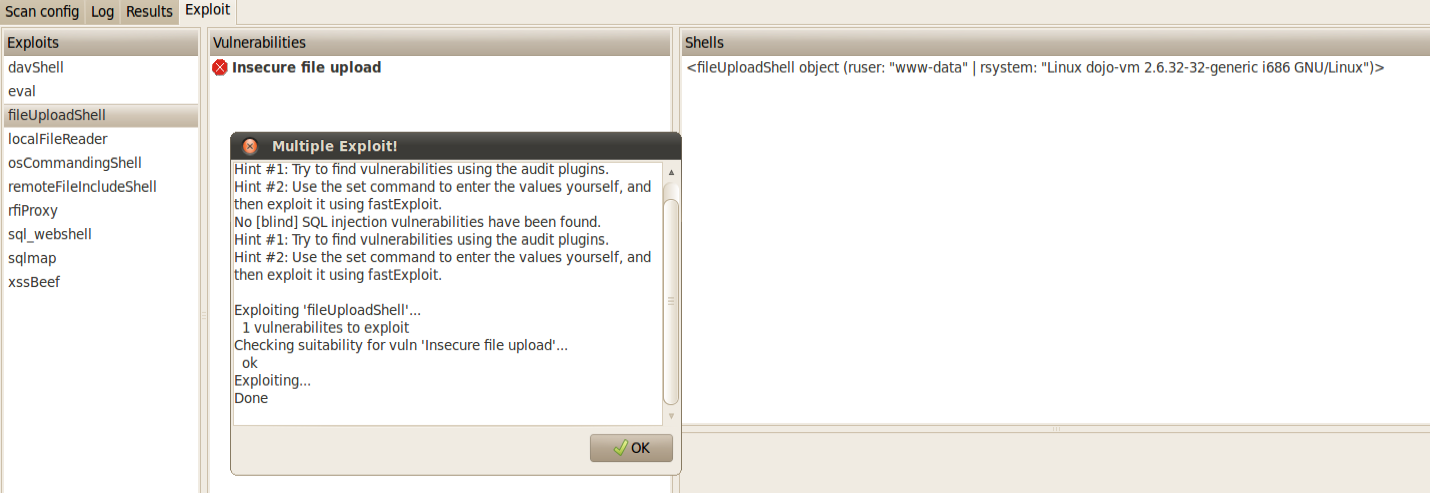 Scan config Log Results Exploit
Exploits
davShell
eval
fileUploadShell
localFileReader
osCommandingShell
remoteFileIncludeShell
rfiProxy
sql_webshell
sqlmap
xssBeef
Vulnerabilities
Insecure file upload
Multiple Exploit!
Hint #1: Try to find vulnerabilities using the audit plugins.
Hint #2: Use the set command to enter the values yourself, and
then exploit it using fastExploit.
No [blind] SQL injection vulnerabilities have been found.
Hint #1: Try to find vulnerabilities using the audit plugins.
Hint #2: Use the set command to enter the values yourself, and
then exploit it using fastExploit.
Exploiting 'fileUploadShell'...
1 vulnerabilites to exploit
Checking suitability for vuln 'Insecure file upload'...
ok
Exploiting...
Done
OK
Shells
<fileUploadShell object (ruser: "www-data" | rsystem: "Linux dojo-vm 2.6.32-32-generic i686 GNU/Linux")>